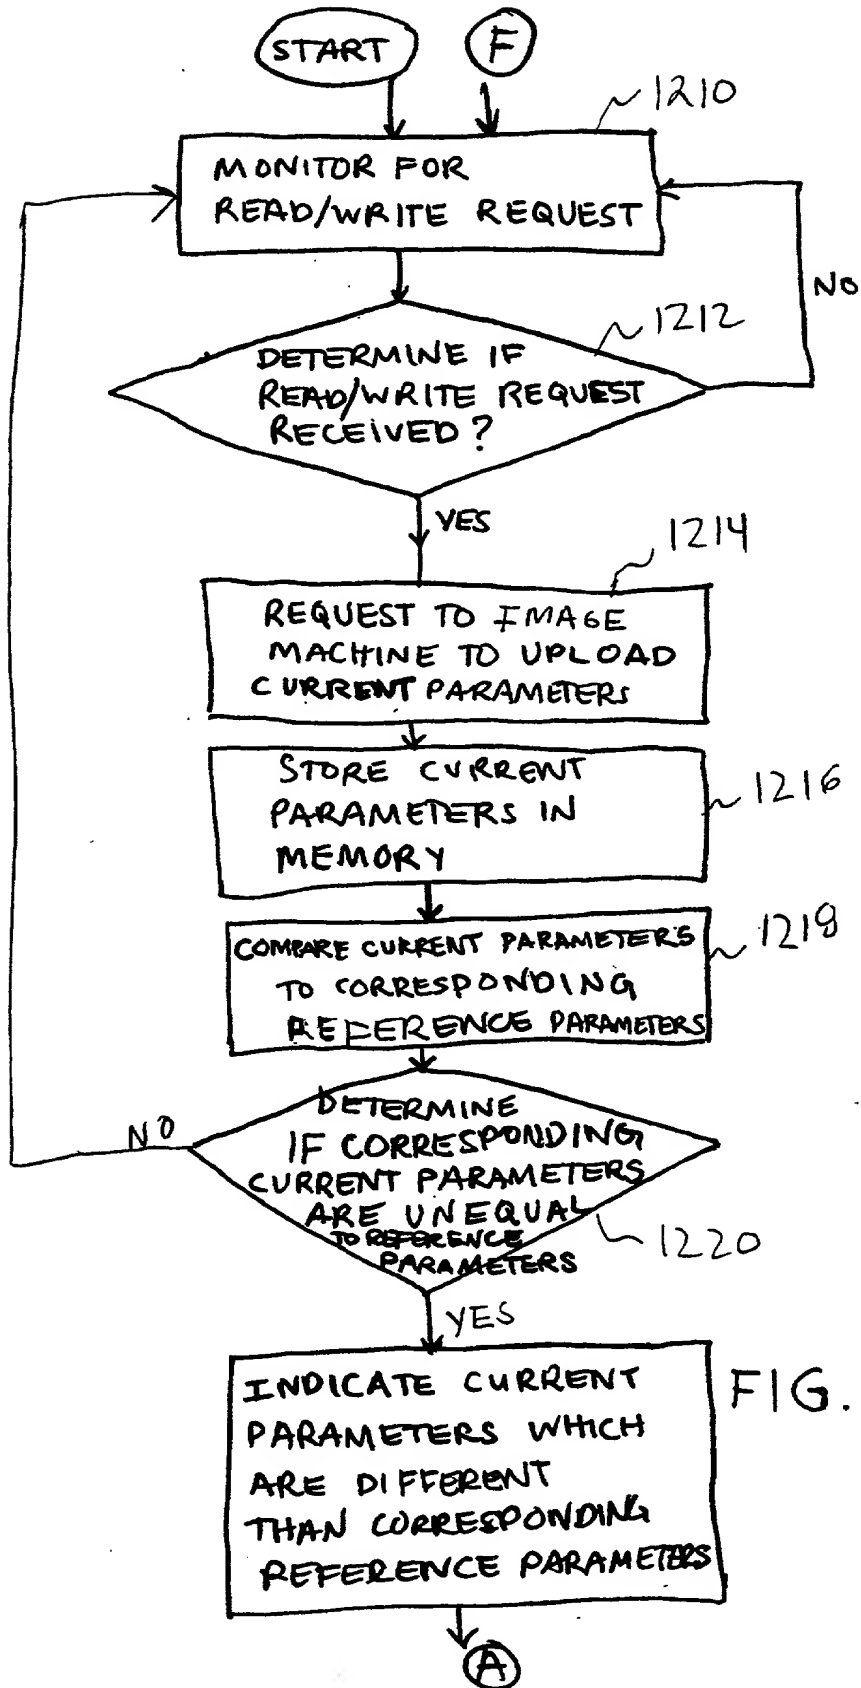 START
F
1210
MONITOR FOR
READ/WRITE REQUEST
NO
1212
DETERMINE IF
READ/WRITE REQUEST
RECEIVED?
YES
1214
REQUEST TO IMAGE
MACHINE TO UPLOAD
CURRENT PARAMETERS
STORE CURRENT
PARAMETERS IN
MEMORY
1216
COMPARE CURRENT PARAMETERS
TO CORRESPONDING
REFERENCE PARAMETERS
1218
NO
DETERMINE
IF CORRESPONDING
CURRENT PARAMETERS
ARE UNEQUAL
TO REFERENCE
PARAMETERS
1220
YES
INDICATE CURRENT
PARAMETERS WHICH
ARE DIFFERENT
THAN CORRESPONDING
REFERENCE PARAMETERS
FIG.
A